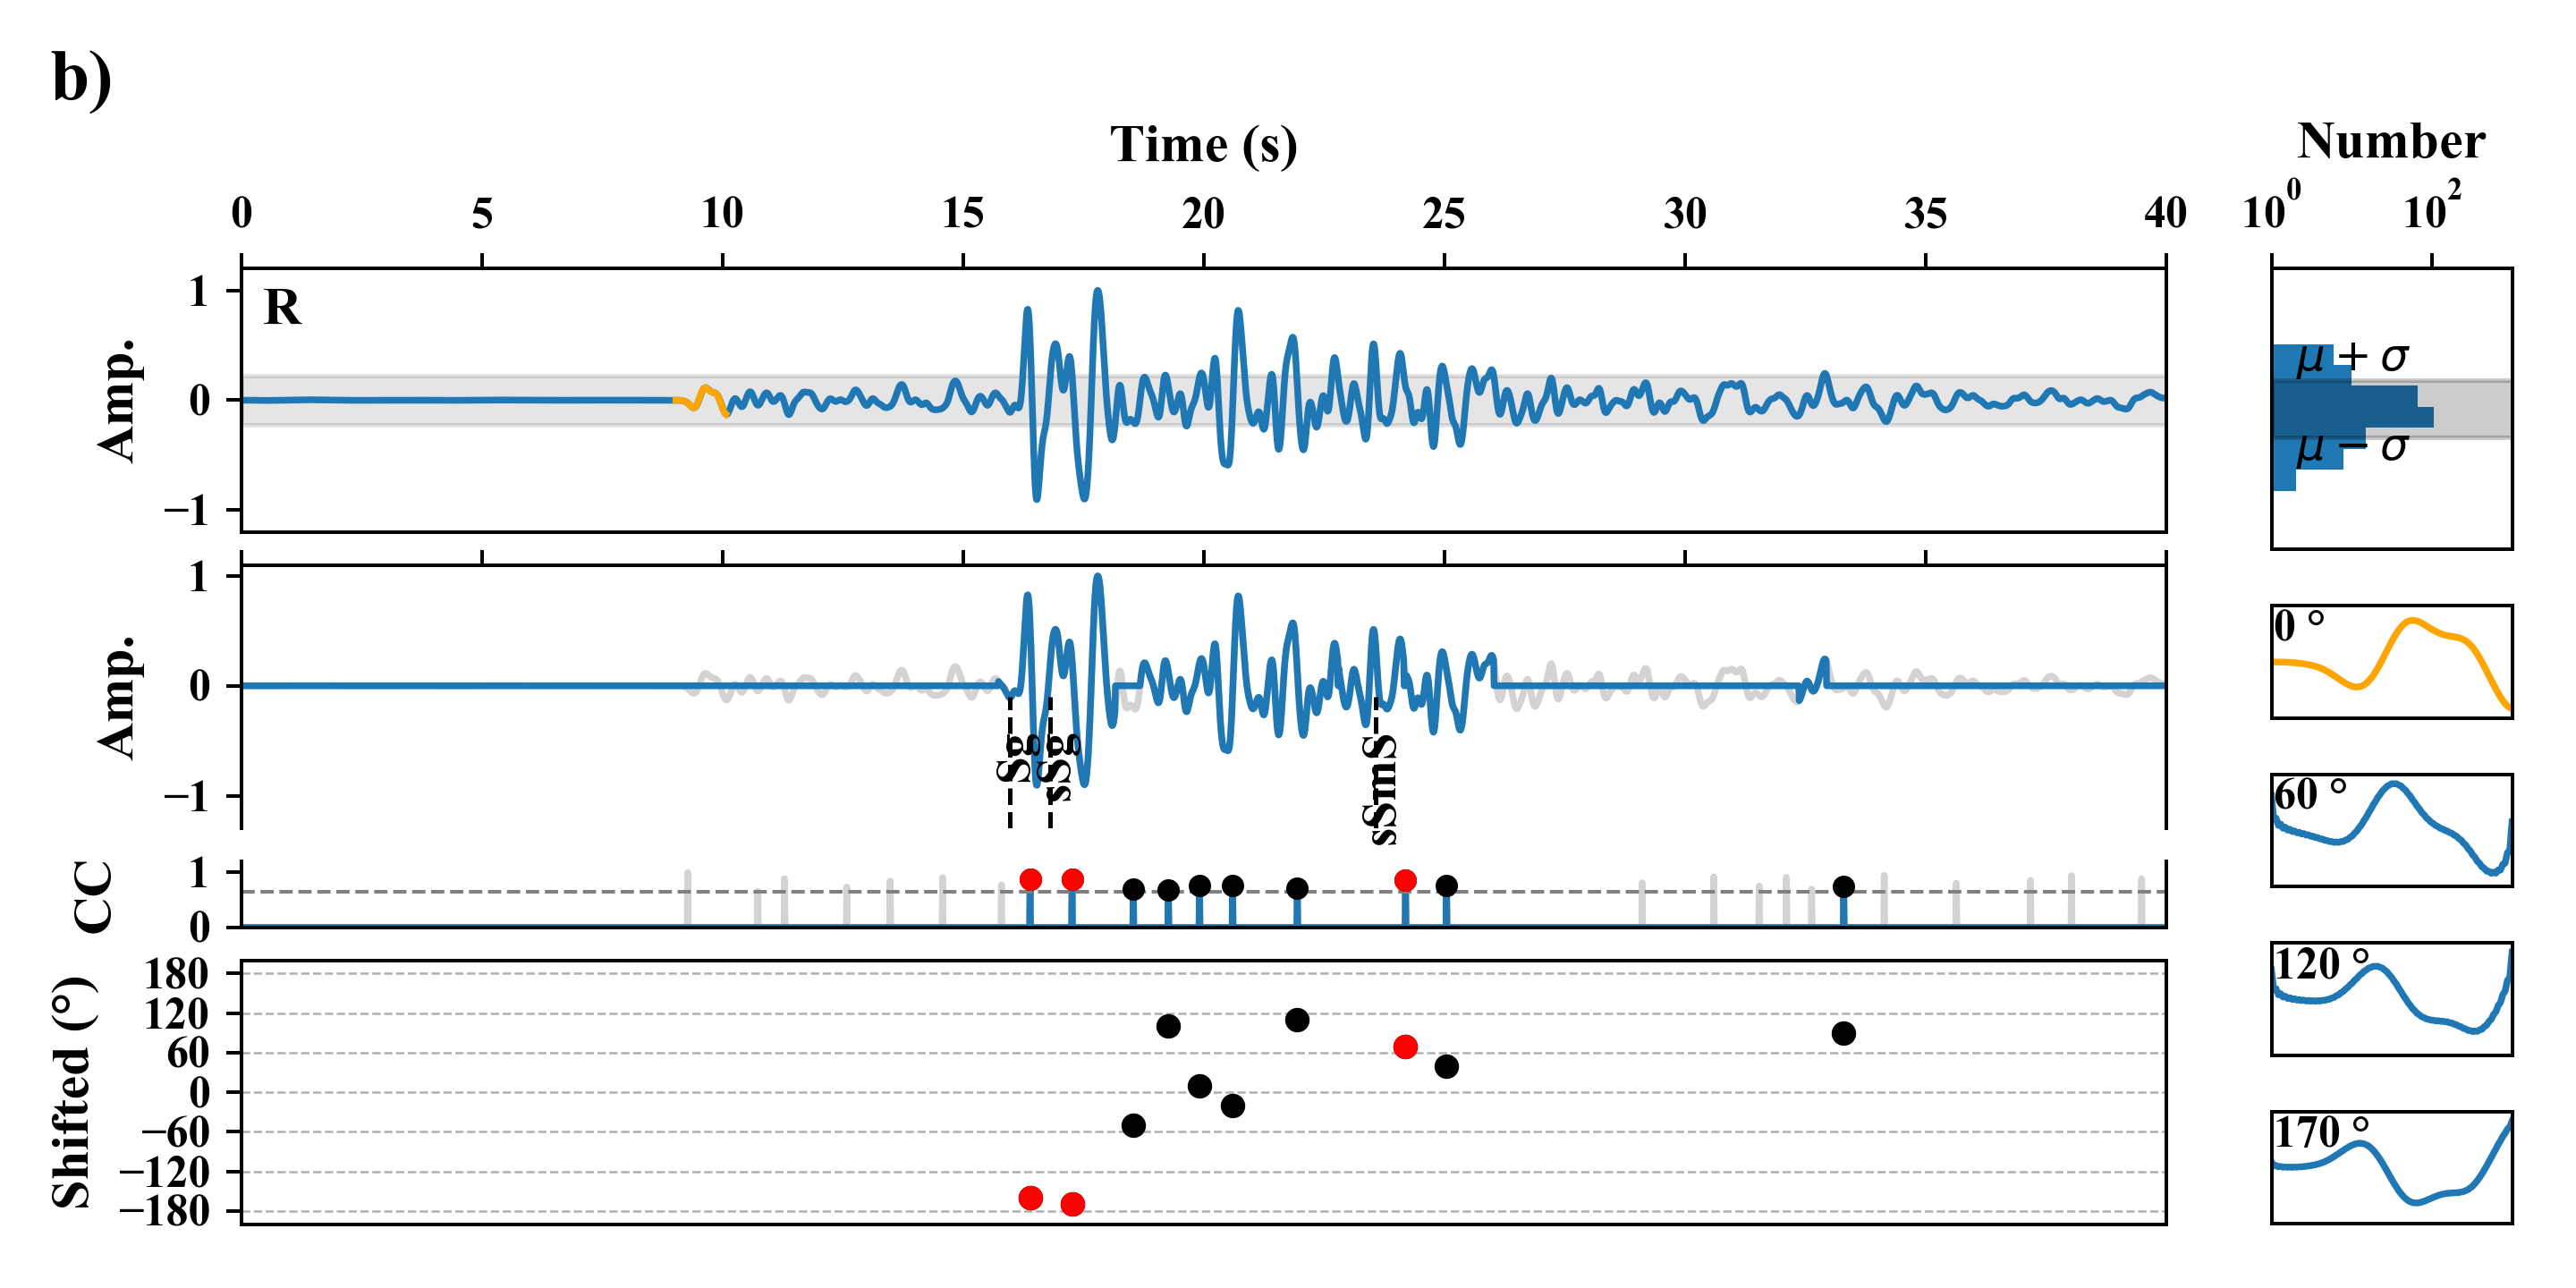 b)
Time (s)
Number
0 5 10 15 20 25 30 35 40
10^0 10^2
R
Amp.
1
0
−1
μ + σ
μ − σ
Amp.
1
0
−1
Sg
sSg
sSmS
0 °
60 °
CC
1
0
120 °
Shifted (°)
180
120
60
0
−60
−120
−180
170 °